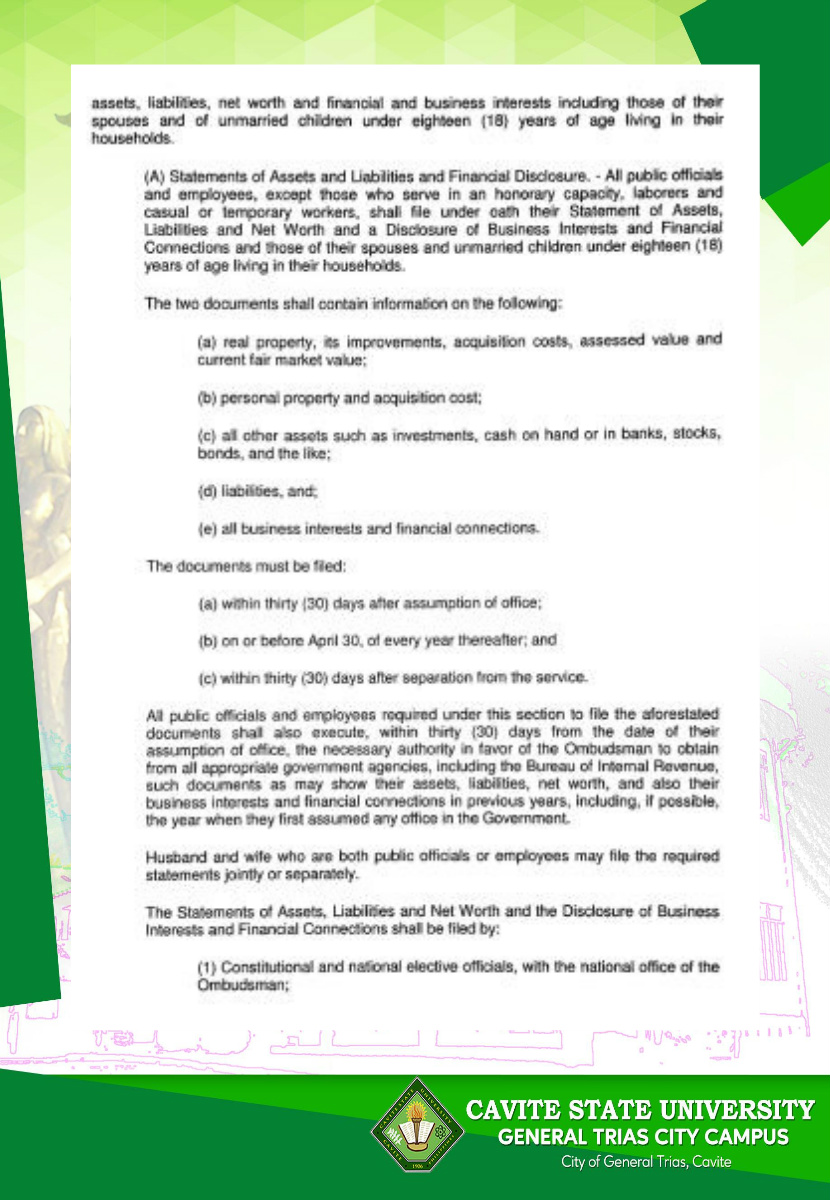 assets, liabilities, net worth and financial and business interests including those of their
spouses and of unmarried children under eighteen (18) years of age living in their
households.
(A) Statements of Assets and Liabilities and Financial Disclosure. - All public officials
and employees, except those who serve in an honorary capacity, laborers and
casual or temporary workers, shall file under oath their Statement of Assets,
Liabilities and Net Worth and a Disclosure of Business Interests and Financial
Connections and those of their spouses and unmarried children under eighteen (18)
years of age living in their households.
The two documents shall contain information on the following:
(a) real property, its improvements, acquisition costs, assessed value and
current fair market value;
(b) personal property and acquisition cost;
(c) all other assets such as investments, cash on hand or in banks, stocks,
bonds, and the like;
(d) liabilities, and;
(e) all business interests and financial connections.
The documents must be filed:
(a) within thirty (30) days after assumption of office;
(b) on or before April 30, of every year thereafter; and
(c) within thirty (30) days after separation from the service.
All public officials and employees required under this section to file the aforestated
documents shall also execute, within thirty (30) days from the date of their
assumption of office, the necessary authority in favor of the Ombudsman to obtain
from all appropriate government agencies, including the Bureau of Internal Revenue,
such documents as may show their assets, liabilities, net worth, and also their
business interests and financial connections in previous years, including, if possible,
the year when they first assumed any office in the Government.
Husband and wife who are both public officials or employees may file the required
statements jointly or separately.
The Statements of Assets, Liabilities and Net Worth and the Disclosure of Business
Interests and Financial Connections shall be filed by:
(1) Constitutional and national elective officials, with the national office of the
Ombudsman;
CAVITE STATE UNIVERSITY
GENERAL TRIAS CITY CAMPUS
City of General Trias, Cavite
1906